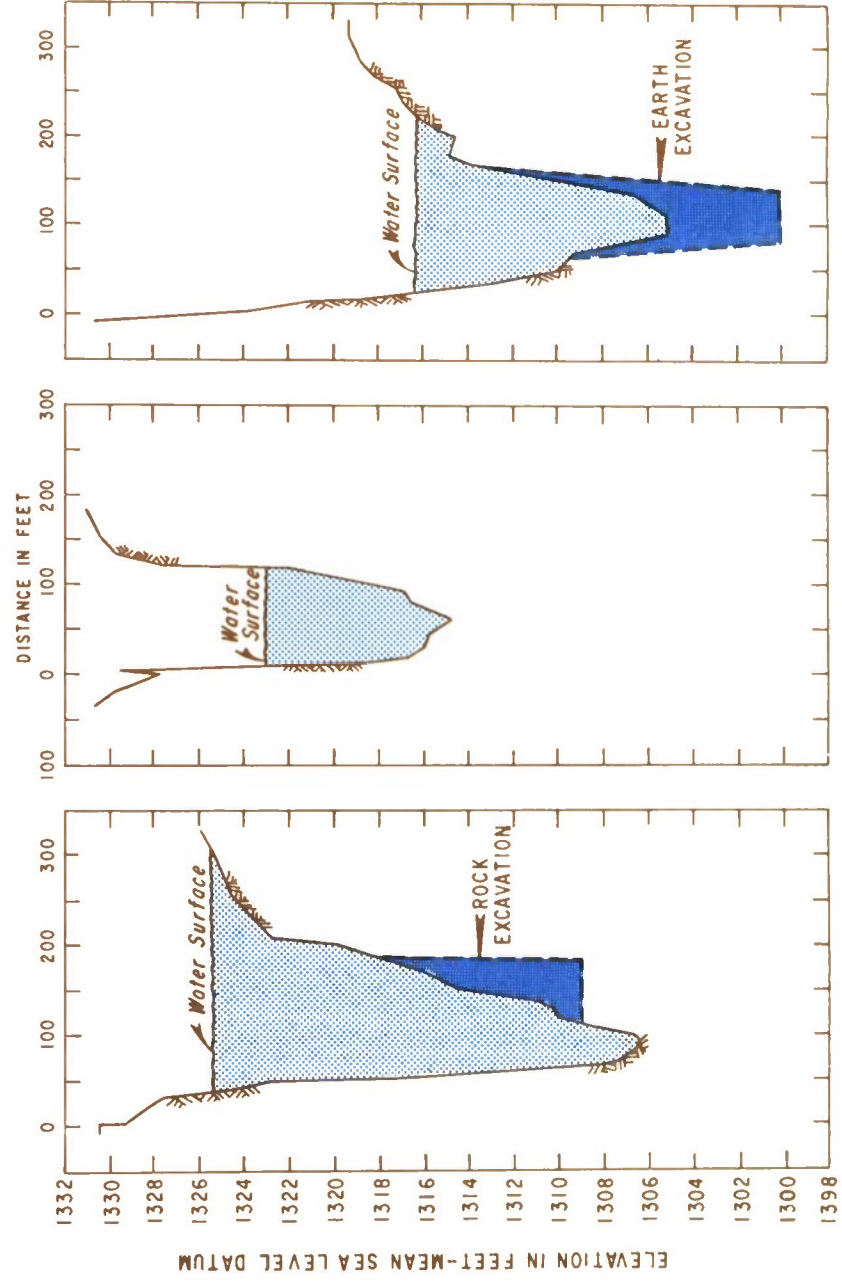 DISTANCE IN FEET
0 100 200 300
100 0 100 200 300
0 100 200 300
Water Surface
ROCK
EXCAVATION
Water
Surface
Water Surface
EARTH
EXCAVATION
1332
1330
1328
1326
1324
1322
1320
1318
1316
1314
1312
1310
1308
1306
1304
1302
1300
1398
ELEVATION IN FEET-MEAN SEA LEVEL DATUM